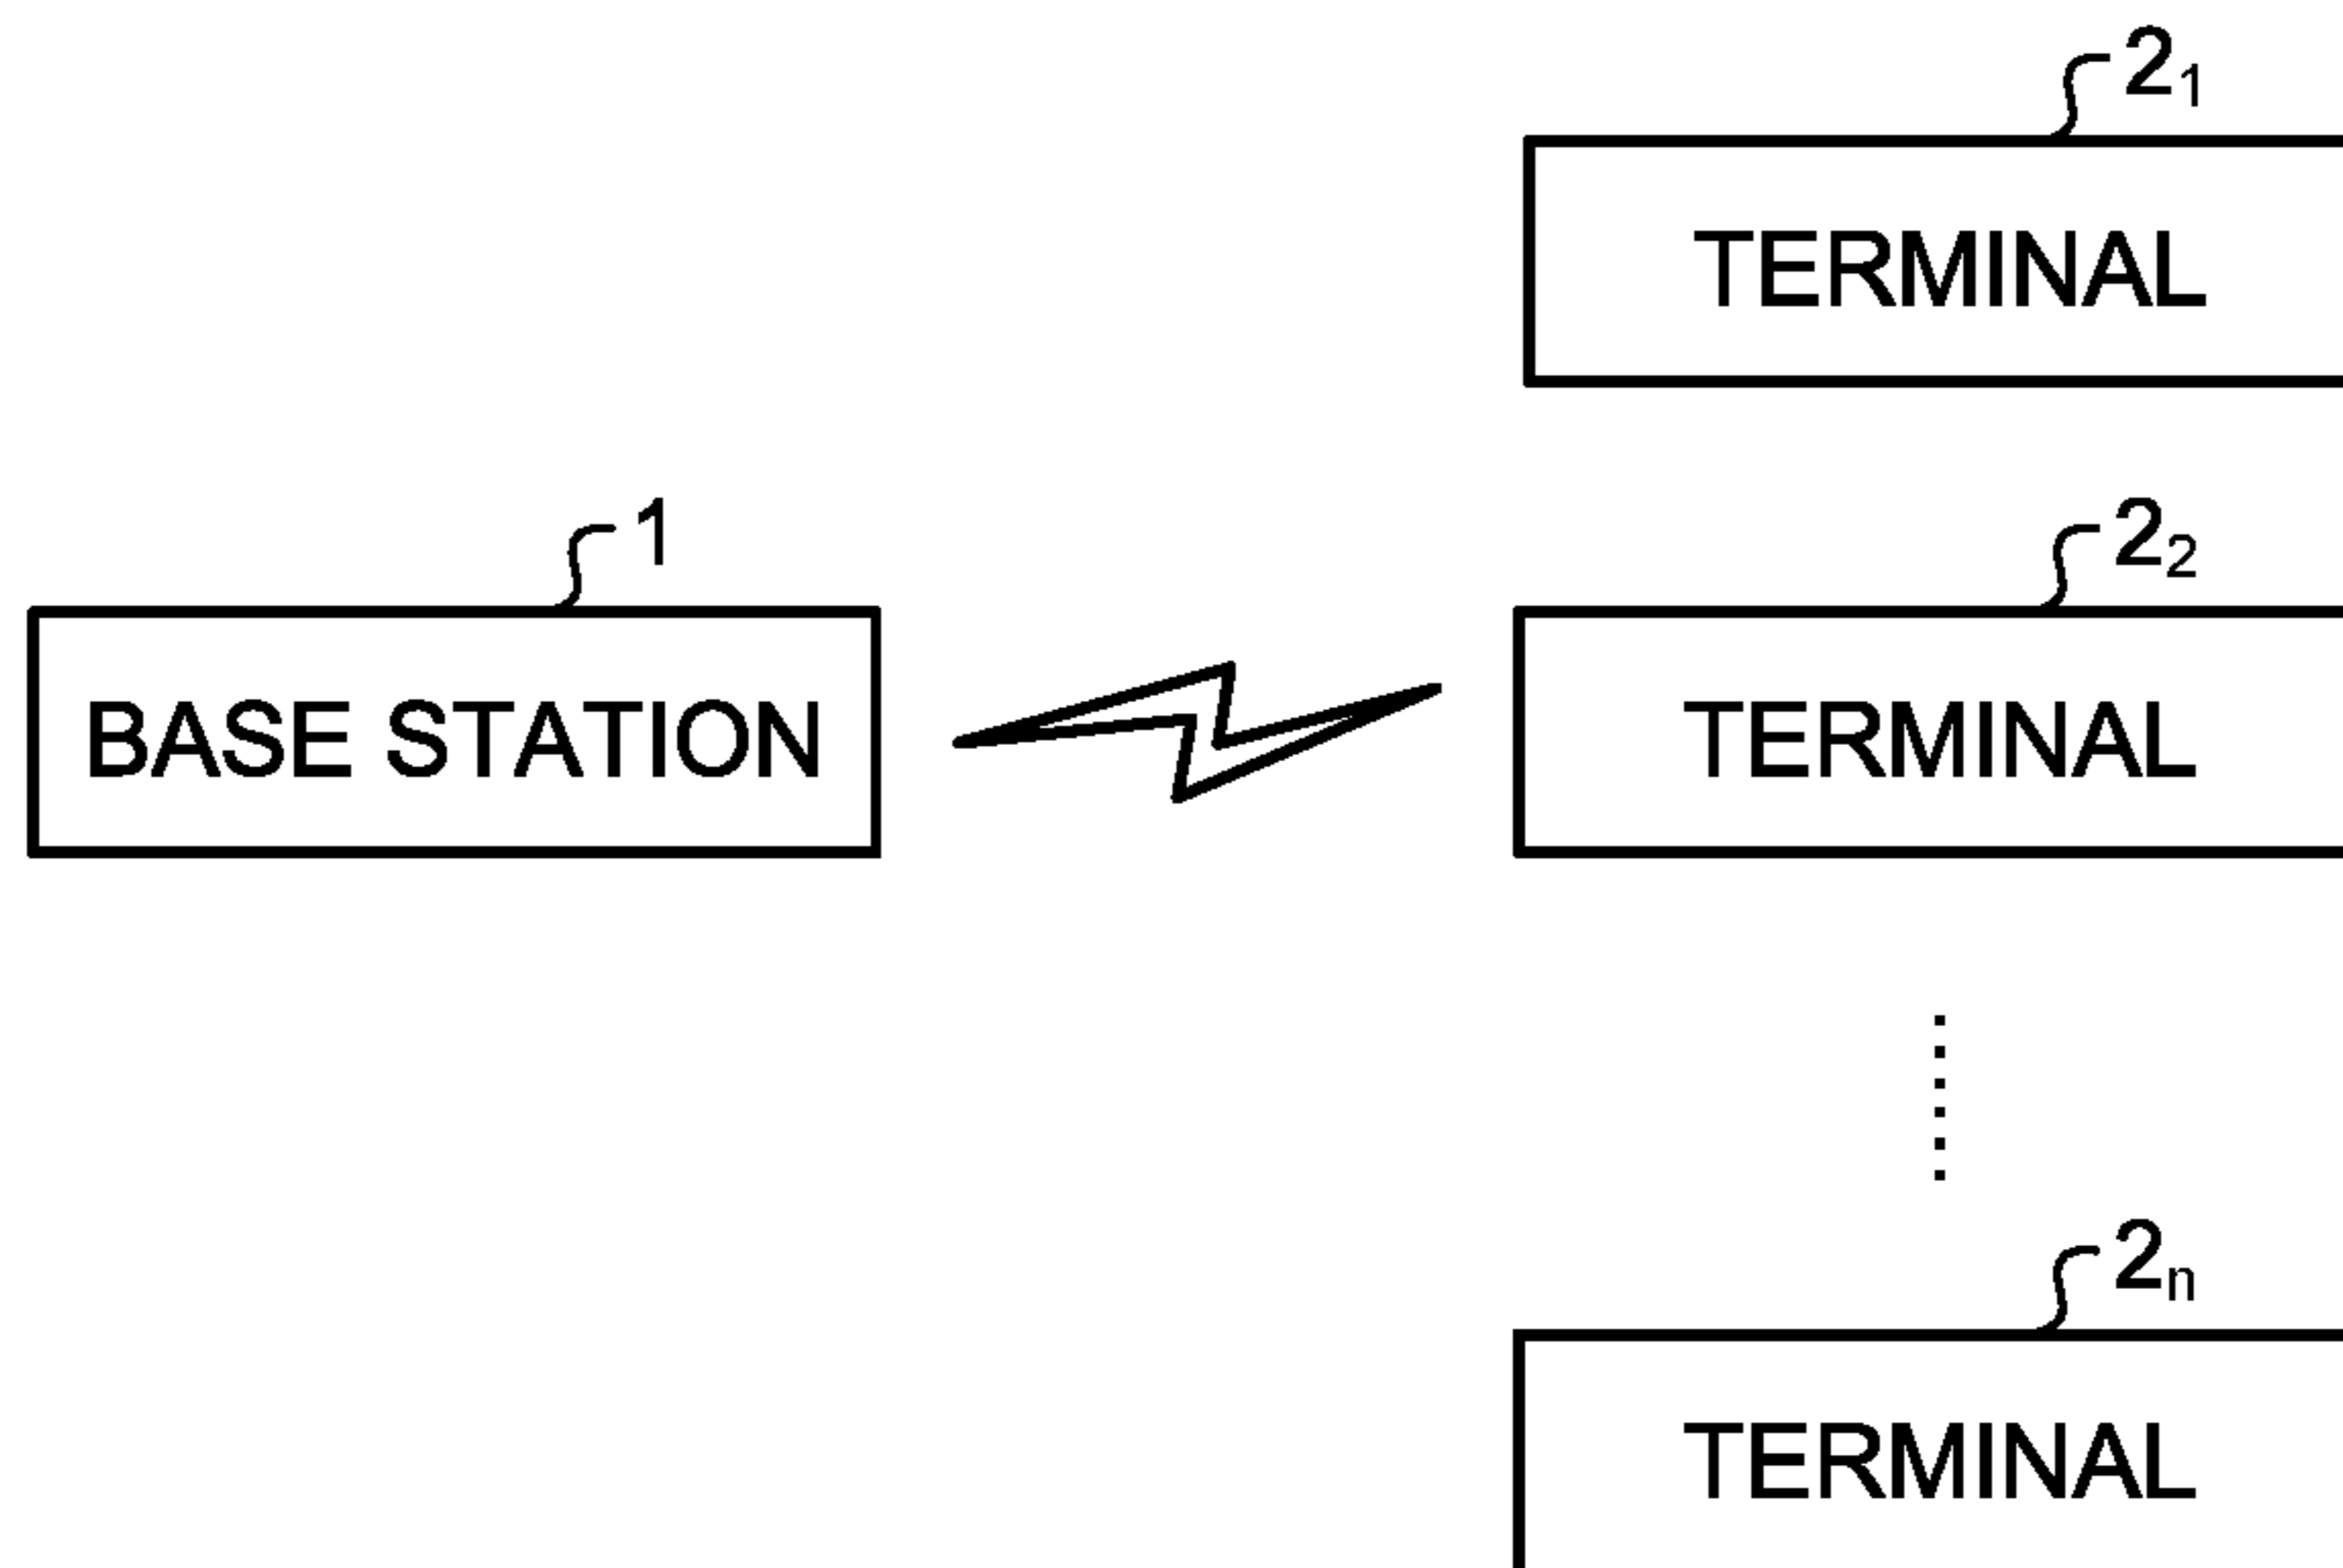 2₁
TERMINAL
1
2₂
BASE STATION
TERMINAL
2ₙ
TERMINAL